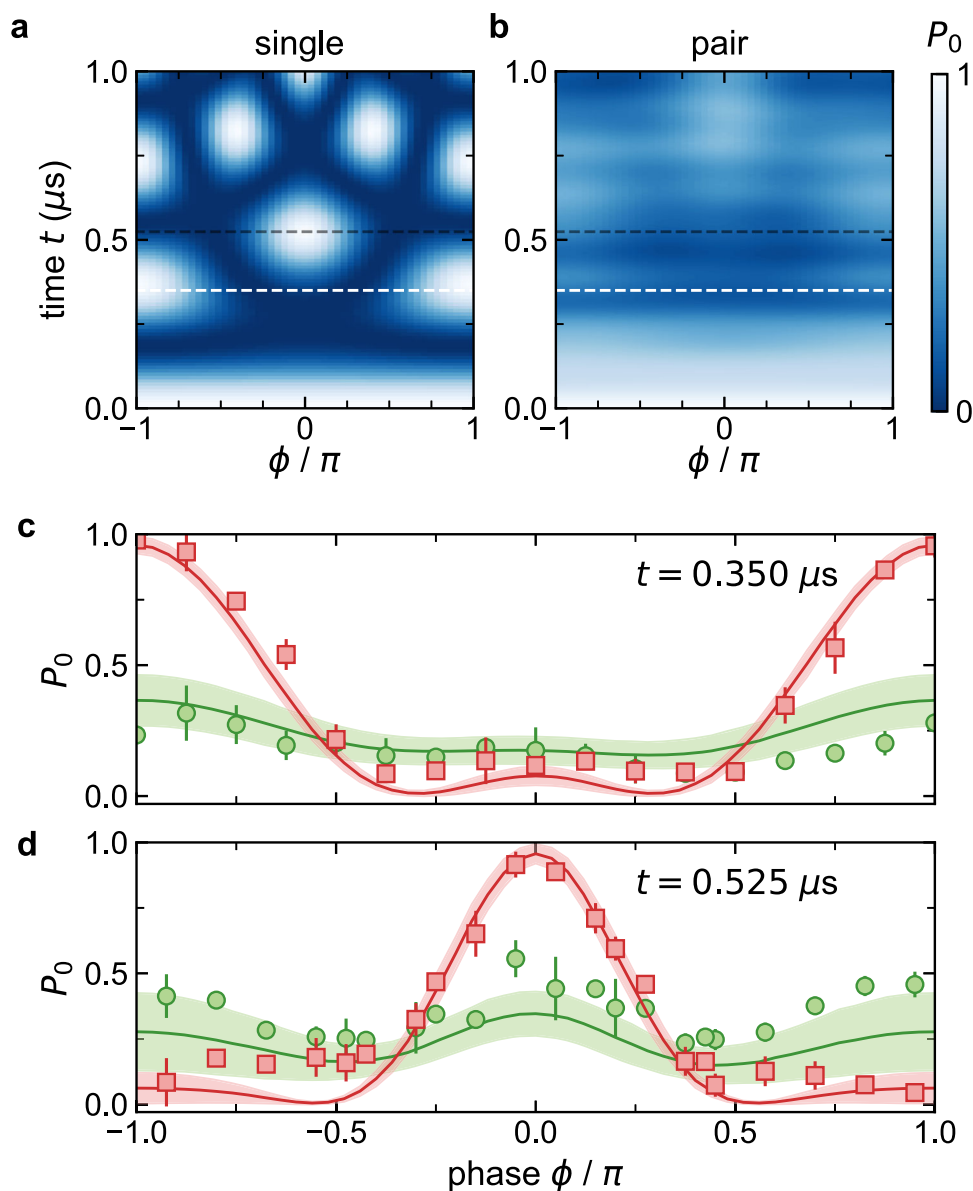 a single b pair P₀
1.0 1
time t (μs)
0.5
0.0 0
−1 0 1 −1 0 1
ϕ / π ϕ / π
c 1.0
t = 0.350 μs
P₀ 0.5
0.0
d 1.0
t = 0.525 μs
P₀ 0.5
0.0
−1.0 −0.5 0.0 0.5 1.0
phase ϕ / π